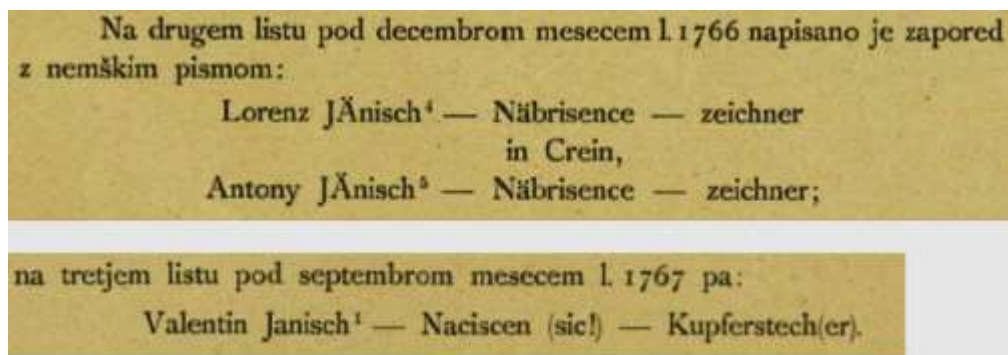 Na drugem listu pod decembrom mesecem l. 1766 napisano je zapored
z nemškim pismom:
Lorenz JÄnisch⁴ — Näbrisence — zeichner
in Crein,
Antony JÄnisch⁵ — Näbrisence — zeichner;
na tretjem listu pod septembrom mesecem l. 1767 pa:
Valentin Janisch¹ — Naciscen (sic!) — Kupferstech(er).